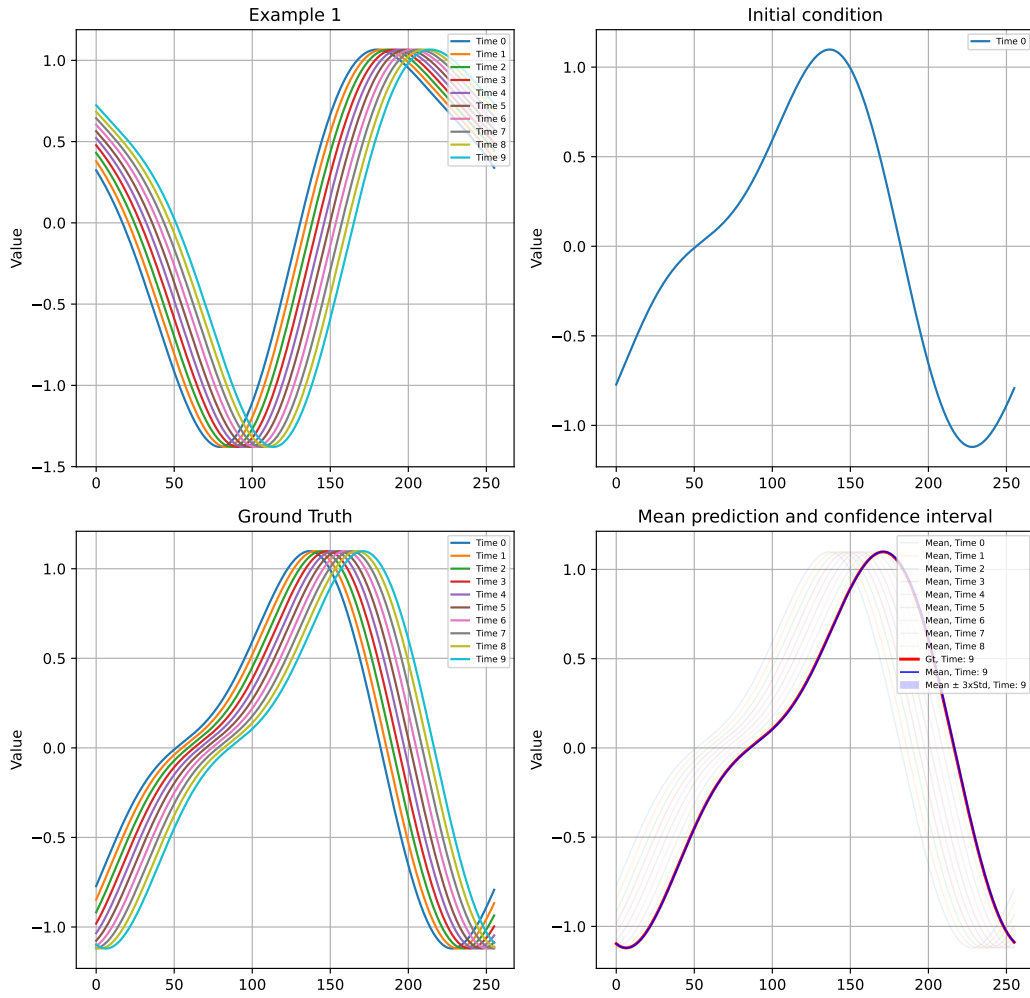 Example 1
Value
1.0
0.5
0.0
−0.5
−1.0
−1.5
0 50 100 150 200 250
Time 0
Time 1
Time 2
Time 3
Time 4
Time 5
Time 6
Time 7
Time 8
Time 9
Initial condition
Value
1.0
0.5
0.0
−0.5
−1.0
0 50 100 150 200 250
Time 0
Ground Truth
Value
1.0
0.5
0.0
−0.5
−1.0
0 50 100 150 200 250
Time 0
Time 1
Time 2
Time 3
Time 4
Time 5
Time 6
Time 7
Time 8
Time 9
Mean prediction and confidence interval
Value
1.0
0.5
0.0
−0.5
−1.0
0 50 100 150 200 250
Mean, Time 0
Mean, Time 1
Mean, Time 2
Mean, Time 3
Mean, Time 4
Mean, Time 5
Mean, Time 6
Mean, Time 7
Mean, Time 8
Gt, Time: 9
Mean, Time: 9
Mean ± 3xStd, Time: 9